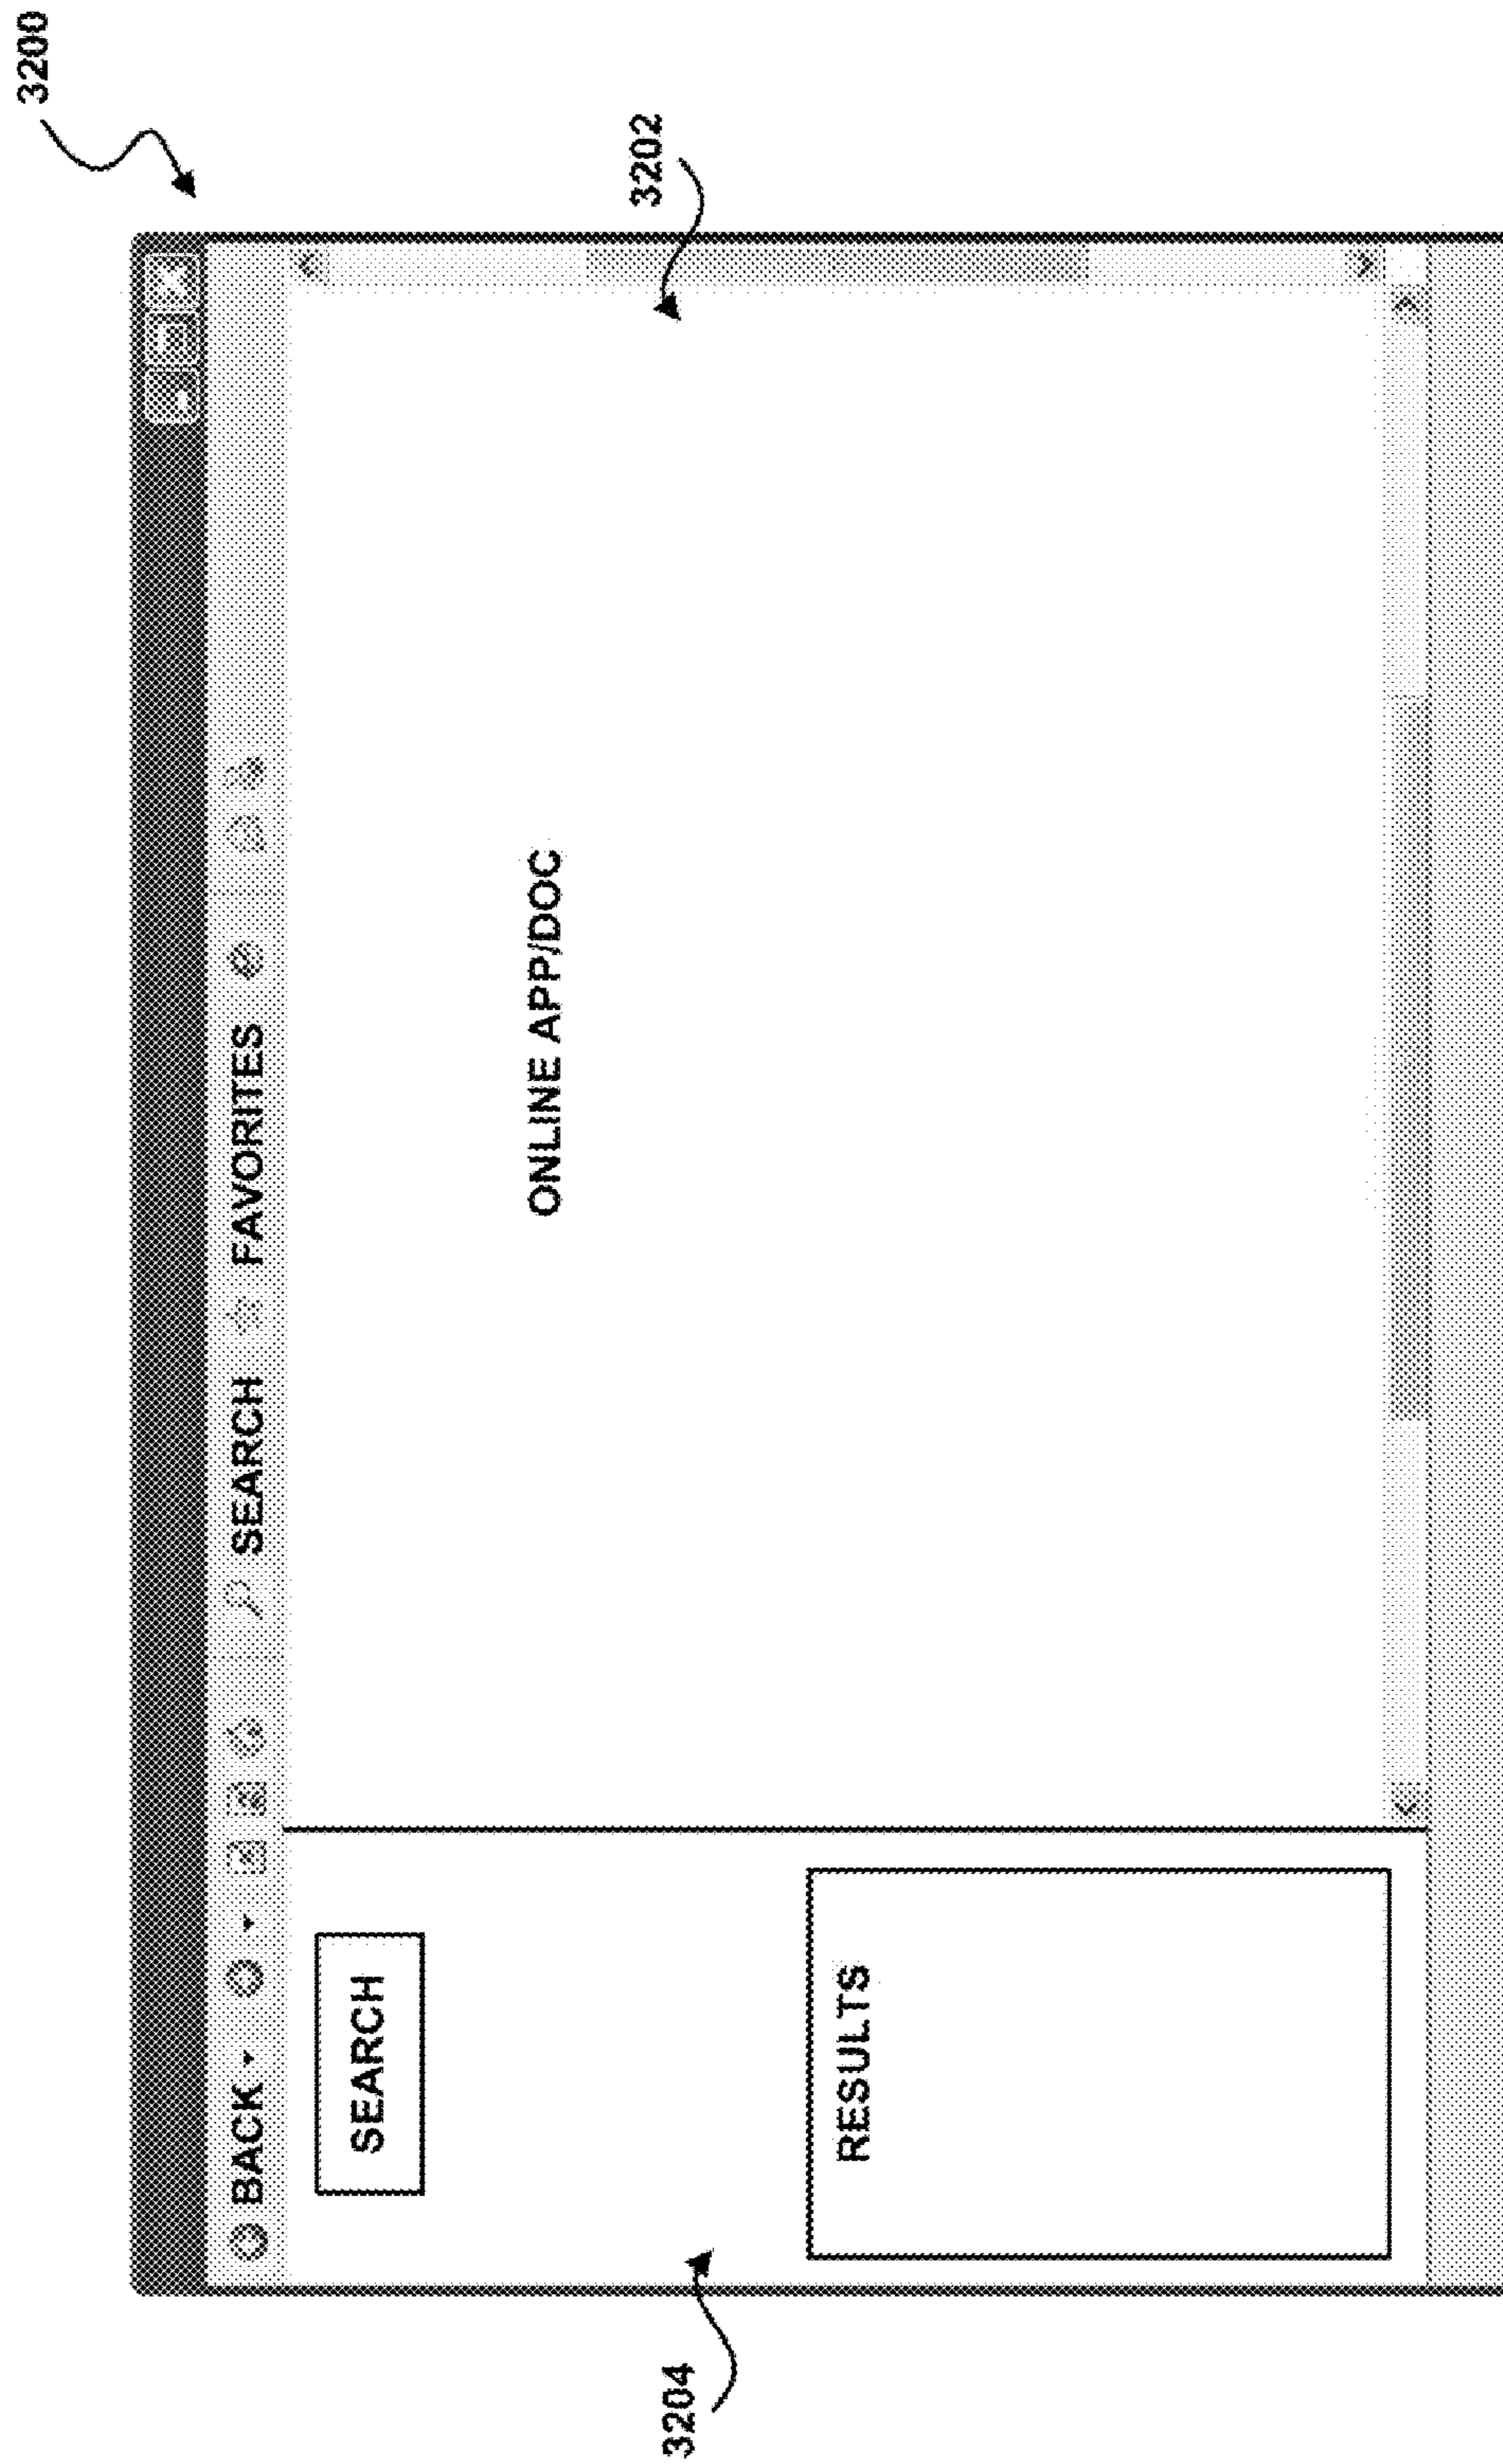 3200
BACK SEARCH FAVORITES
SEARCH
ONLINE APP/DOC
3202
RESULTS
3204